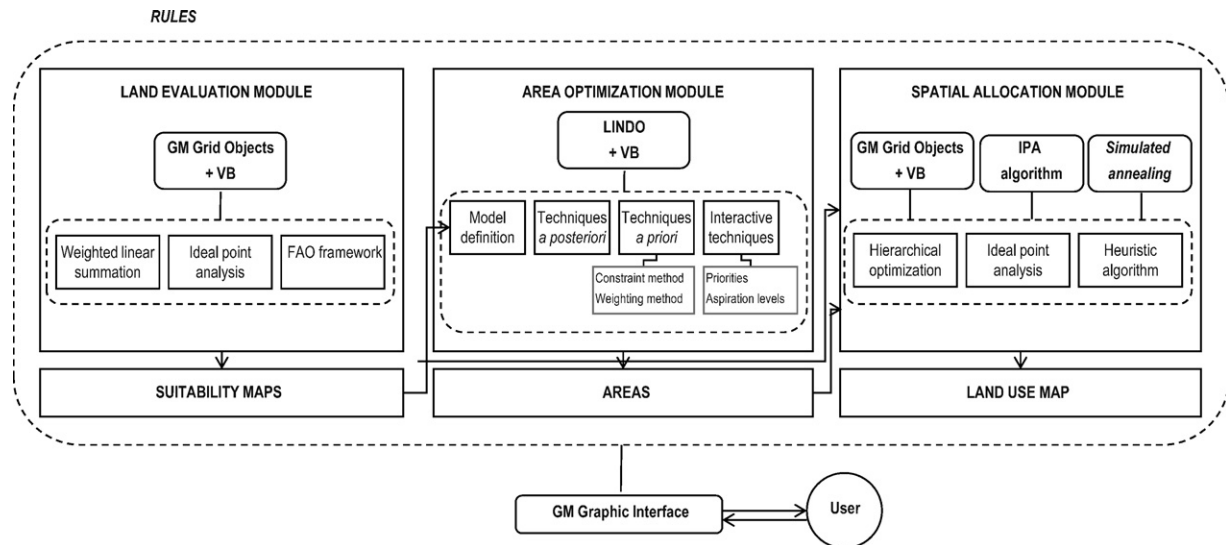 RULES
LAND EVALUATION MODULE
GM Grid Objects
+ VB
Weighted linear
summation
Ideal point
analysis
FAO framework
SUITABILITY MAPS
AREA OPTIMIZATION MODULE
LINDO
+ VB
Model
definition
Techniques
a posteriori
Techniques
a priori
Interactive
techniques
Constraint method
Weighting method
Priorities
Aspiration levels
AREAS
SPATIAL ALLOCATION MODULE
GM Grid Objects
+ VB
IPA
algorithm
Simulated
annealing
Hierarchical
optimization
Ideal point
analysis
Heuristic
algorithm
LAND USE MAP
GM Graphic Interface
User